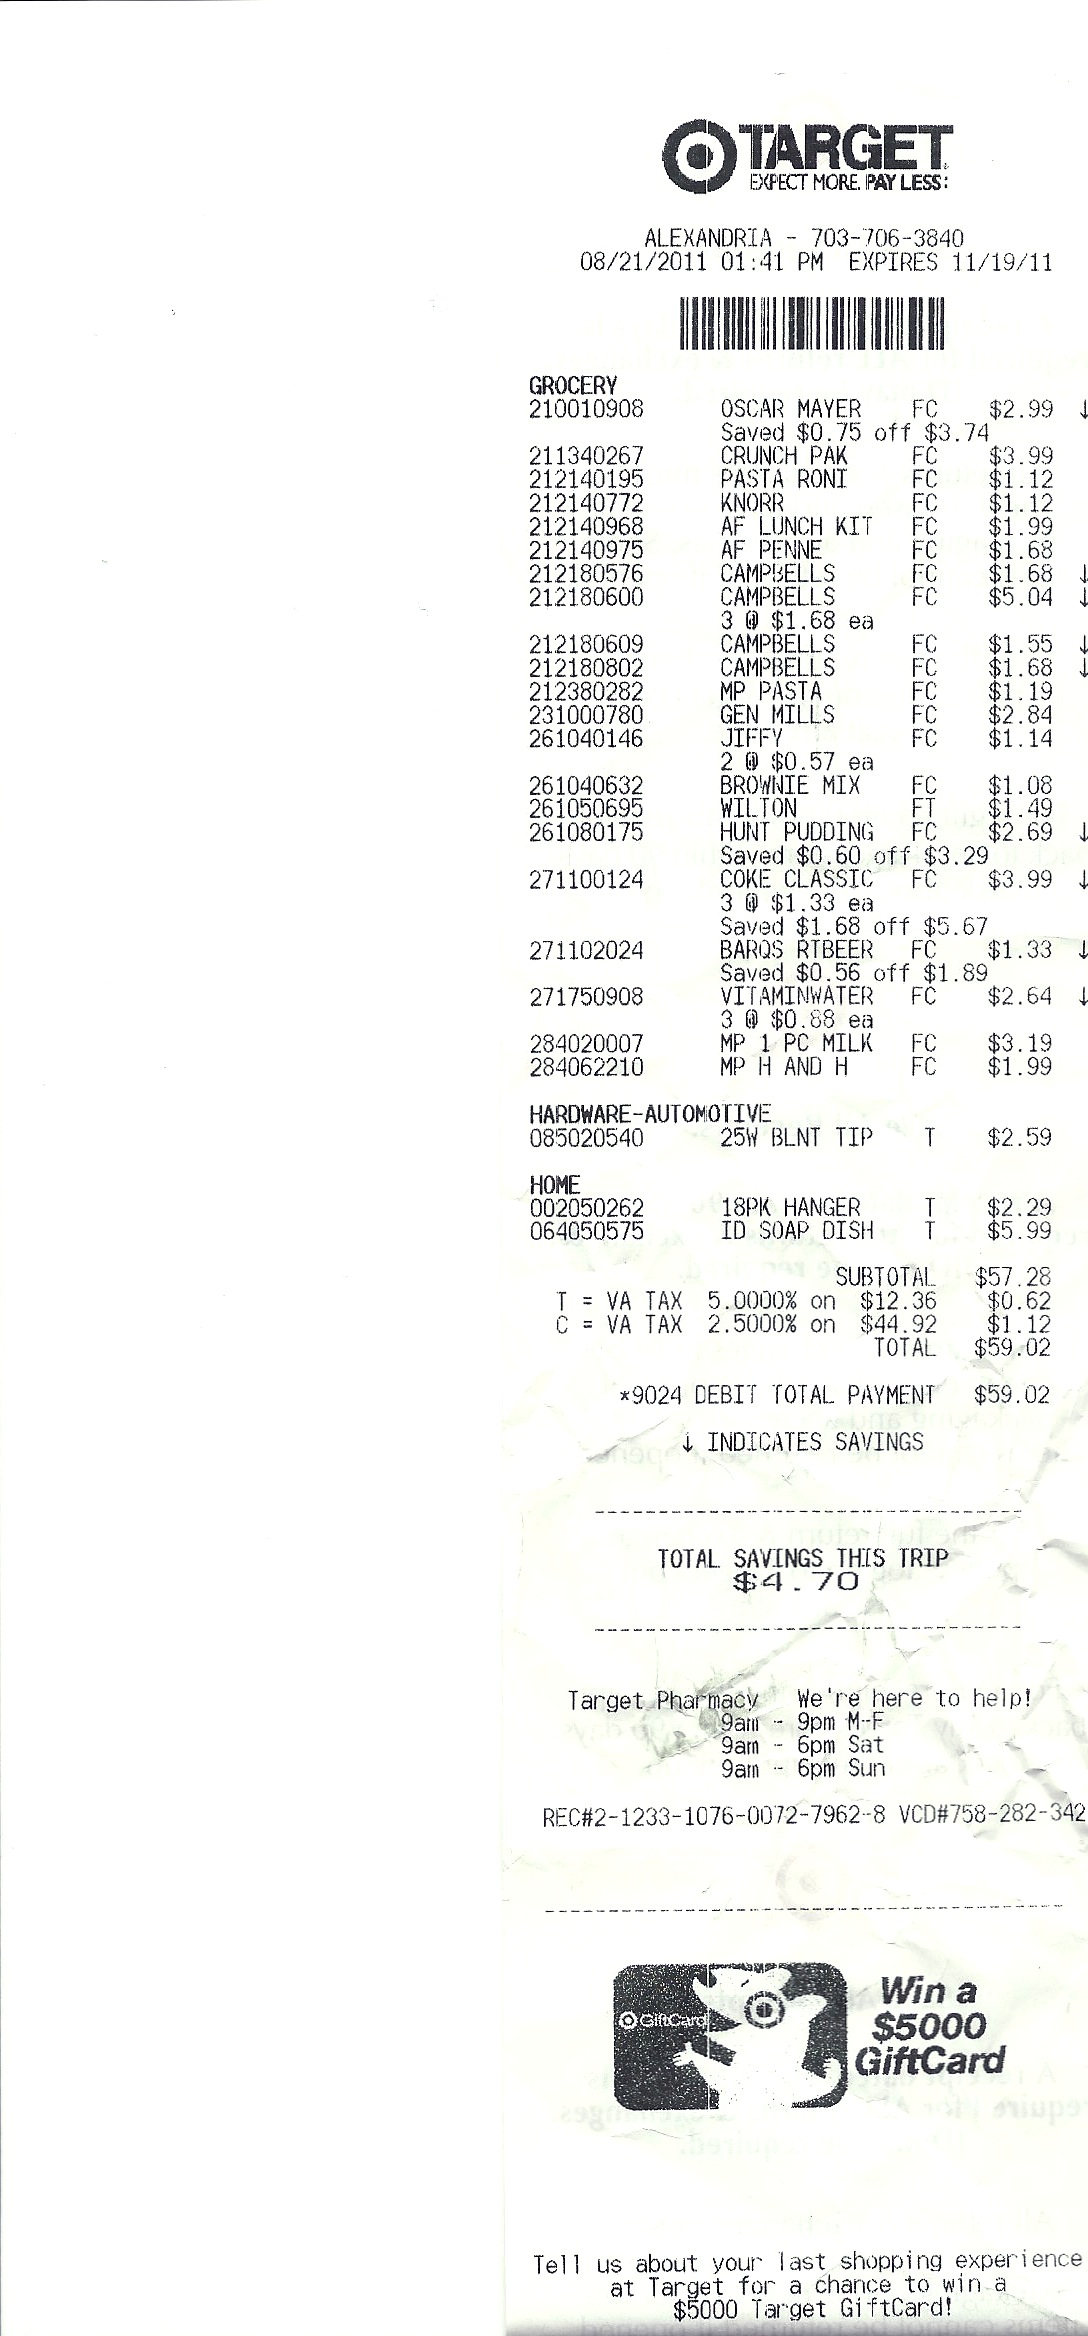 TARGET
EXPECT MORE. PAY LESS.
ALEXANDRIA - 703-706-3840
08/21/2011 01:41 PM EXPIRES 11/19/11
GROCERY
210010908 OSCAR MAYER FC $2.99 ↓
Saved $0.75 off $3.74
211340267 CRUNCH PAK FC $3.99
212140195 PASTA RONI FC $1.12
212140772 KNORR FC $1.12
212140968 AF LUNCH KIT FC $1.99
212140975 AF PENNE FC $1.68
212180576 CAMPBELLS FC $1.68 ↓
212180600 CAMPBELLS FC $5.04 ↓
3 @ $1.68 ea
212180609 CAMPBELLS FC $1.55 ↓
212180802 CAMPBELLS FC $1.68 ↓
212380282 MP PASTA FC $1.19
231000780 GEN MILLS FC $2.84
261040146 JIFFY FC $1.14
2 @ $0.57 ea
261040632 BROWNIE MIX FC $1.08
261050695 WILTON FT $1.49
261080175 HUNT PUDDING FC $2.69 ↓
Saved $0.60 off $3.29
271100124 COKE CLASSIC FC $3.99 ↓
3 @ $1.33 ea
Saved $1.68 off $5.67
271102024 BARQS RTBEER FC $1.33 ↓
Saved $0.56 off $1.89
271750908 VITAMINWATER FC $2.64 ↓
3 @ $0.88 ea
284020007 MP 1 PC MILK FC $3.19
284062210 MP H AND H FC $1.99
HARDWARE-AUTOMOTIVE
085020540 25W BLNT TIP T $2.59
HOME
002050262 18PK HANGER T $2.29
064050575 ID SOAP DISH T $5.99
SUBTOTAL $57.28
T = VA TAX 5.0000% on $12.36 $0.62
C = VA TAX 2.5000% on $44.92 $1.12
TOTAL $59.02
*9024 DEBIT TOTAL PAYMENT $59.02
↓ INDICATES SAVINGS
TOTAL SAVINGS THIS TRIP
$4.70
Target Pharmacy We're here to help!
9am - 9pm M-F
9am - 6pm Sat
9am - 6pm Sun
REC#2-1233-1076-0072-7962-8 VCD#758-282-342
GiftCard
Win a
$5000
GiftCard
Tell us about your last shopping experience
at Target for a chance to win a
$5000 Target GiftCard!